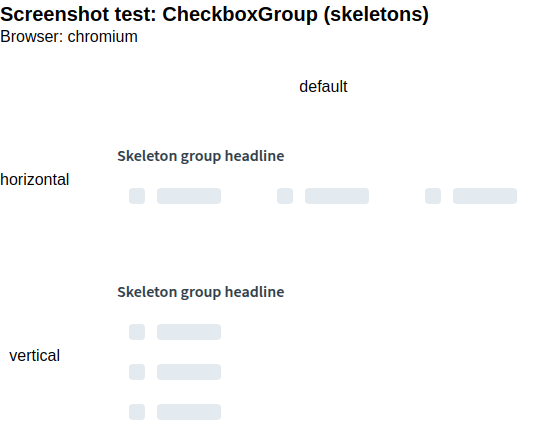 Screenshot test: CheckboxGroup (skeletons)
Browser: chromium
default
Skeleton group headline
horizontal
Skeleton group headline
vertical